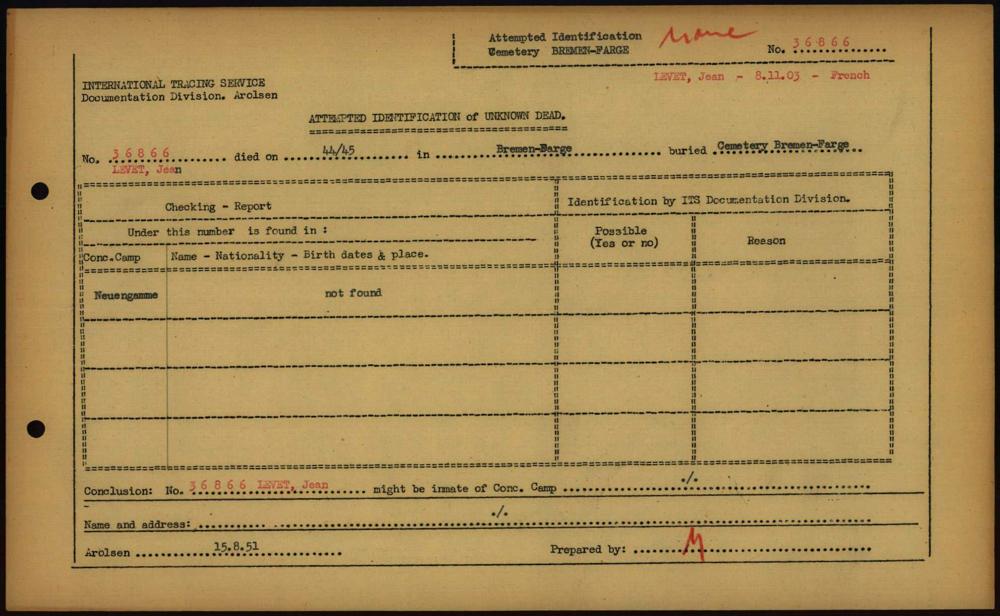 Attempted Identification
Cemetery BREMEN-FARGE
No. 36866
LEVET, Jean - 8.11.03 - French
INTERNATIONAL TRACING SERVICE
Documentation Division. Arolsen
ATTEMPTED IDENTIFICATION of UNKNOWN DEAD.
No. 36866 died on 44/45 in Bremen-Farge buried Cemetery Bremen-Farge
LEVET, Jean
Checking - Report
Identification by ITS Documentation Division.
Under this number is found in :
Possible
(Yes or no)
Reason
Conc.Camp
Name - Nationality - Birth dates & place.
Neuengamme
not found
Conclusion: No. 36866 LEVET, Jean might be inmate of Conc. Camp ./.
Name and address: ./.
Arolsen 15.8.51
Prepared by: